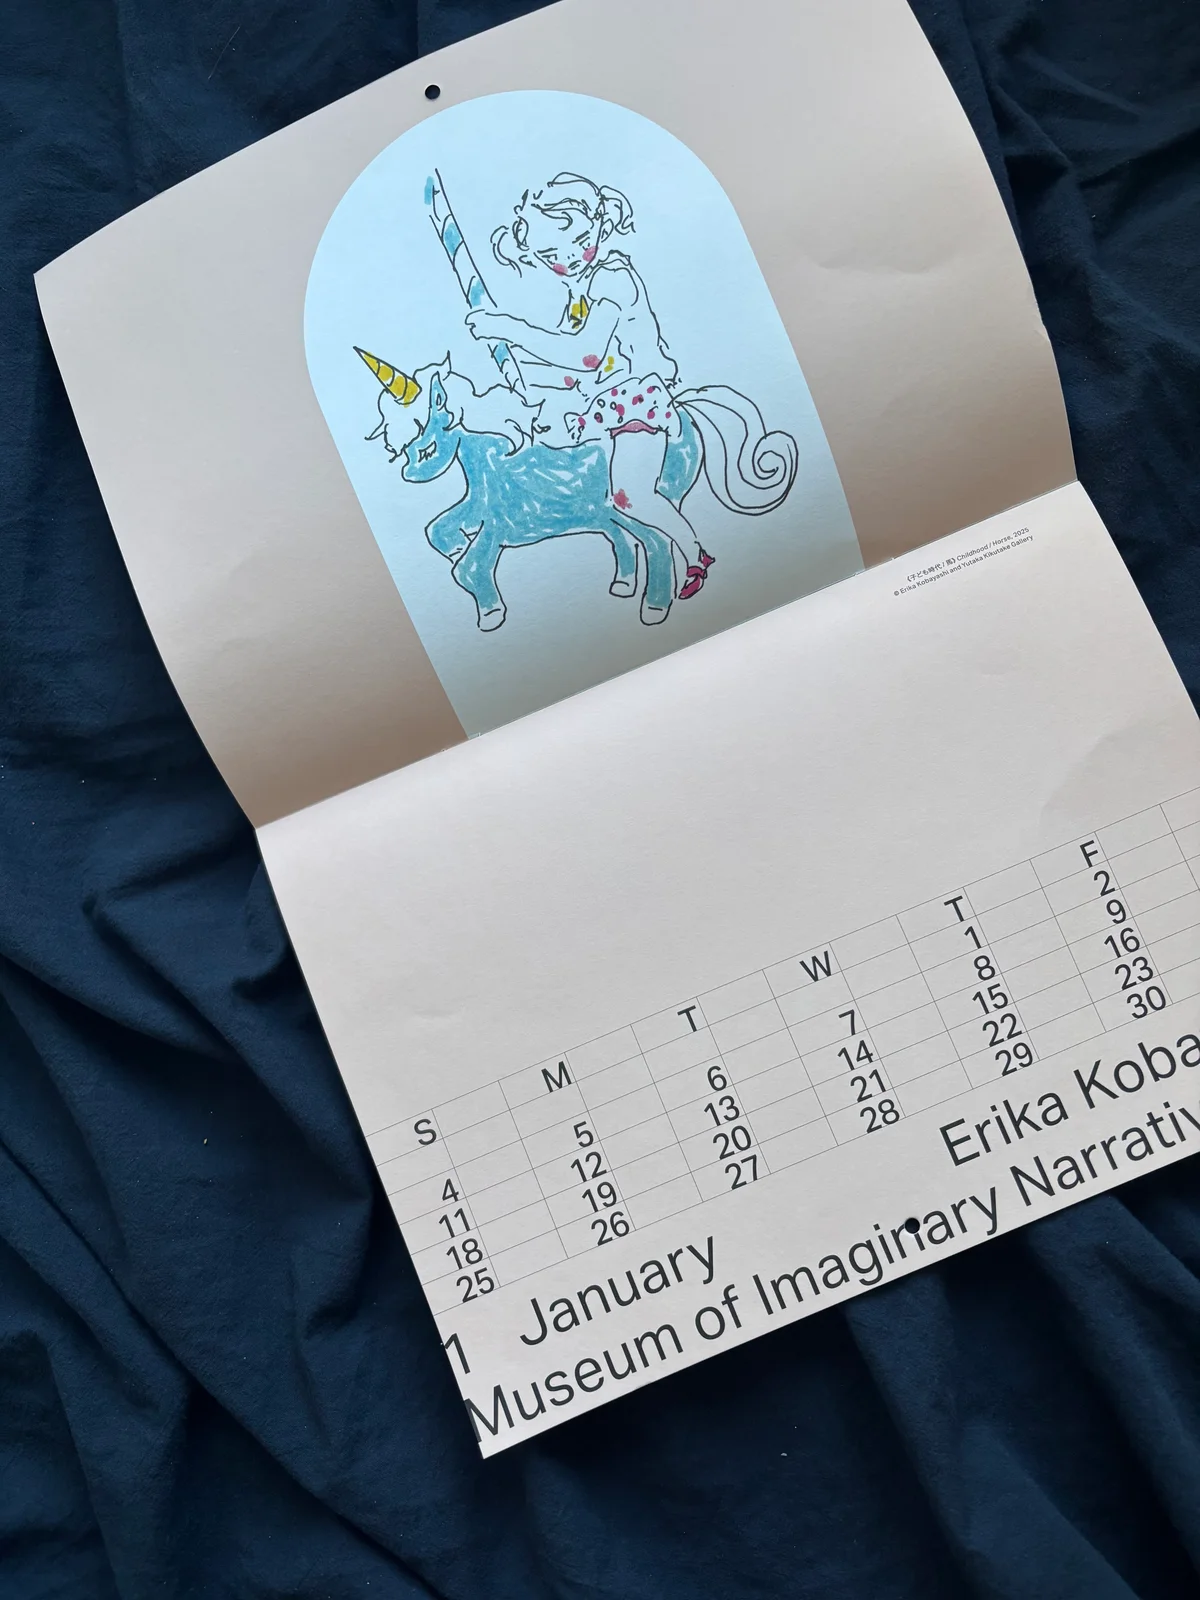 《子ども時代 / 馬》 Childhood / Horse, 2025
© Erika Kobayashi and Yutaka Kikutake Gallery
S M T W T F
1 2
4 5 6 7 8 9
11 12 13 14 15 16
18 19 20 21 22 23
25 26 27 28 29 30
1 January Erika Koba
Museum of Imaginary Narrativ